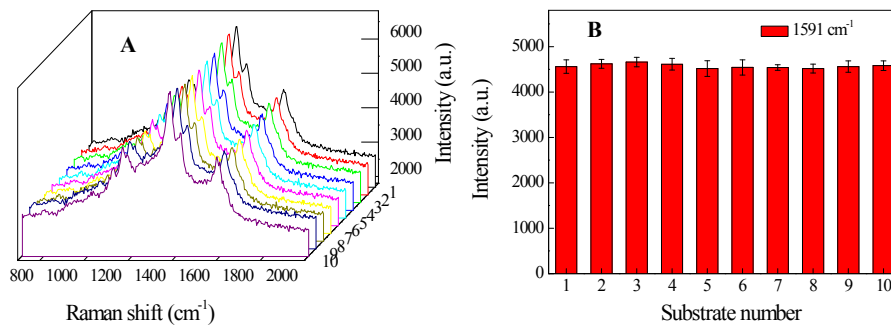 A
6000
5000
4000
3000
2000
Intensity (a.u.)
1
2
3
4
5
6
7
8
9
10
800 1000 1200 1400 1600 1800 2000
Raman shift (cm⁻¹)
B
1591 cm⁻¹
5000
4000
3000
2000
1000
0
Intensity (a.u.)
1 2 3 4 5 6 7 8 9 10
Substrate number